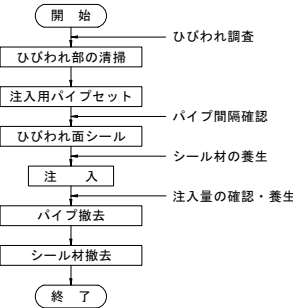 開　始
ひびわれ調査
ひびわれ部の清掃
注入用パイプセット
パイプ間隔確認
ひびわれ面シール
シール材の養生
注　　入
注入量の確認・養生
パイプ撤去
シール材撤去
終　了